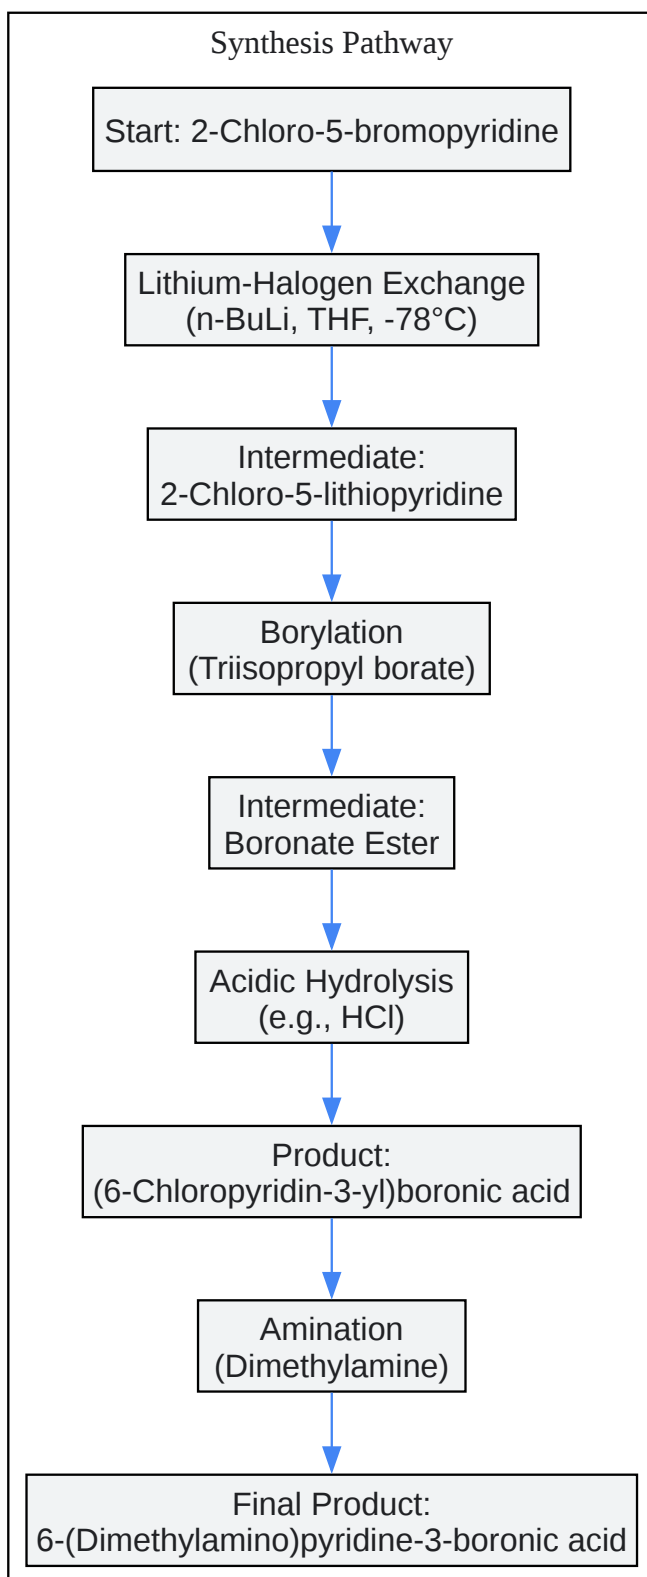 Synthesis Pathway
Start: 2-Chloro-5-bromopyridine
Lithium-Halogen Exchange
(n-BuLi, THF, -78°C)
Intermediate:
2-Chloro-5-lithiopyridine
Borylation
(Triisopropyl borate)
Intermediate:
Boronate Ester
Acidic Hydrolysis
(e.g., HCl)
Product:
(6-Chloropyridin-3-yl)boronic acid
Amination
(Dimethylamine)
Final Product:
6-(Dimethylamino)pyridine-3-boronic acid